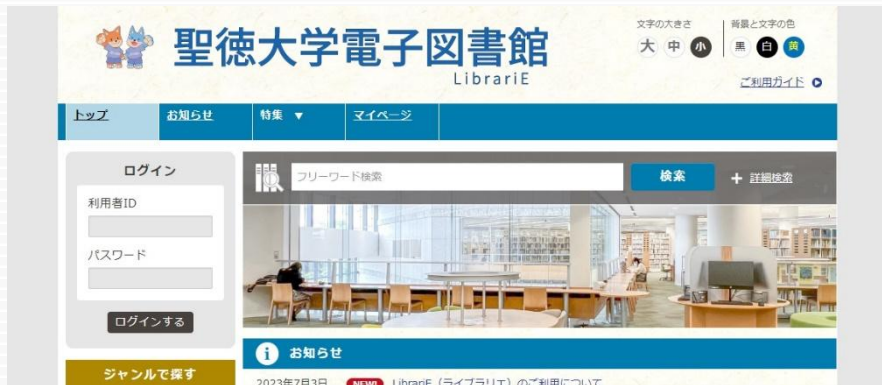 聖徳大学電子図書館
LibrariE
文字の大きさ
大 中 小
背景と文字の色
黒 白 黄
ご利用ガイド
トップ お知らせ 特集 ▼ マイページ
ログイン
利用者ID
パスワード
ログインする
フリーワード検索 検索 + 詳細検索
ジャンルで探す
お知らせ
2023年7月3日 NEW! LibrariE（ライブラリエ）のご利用について